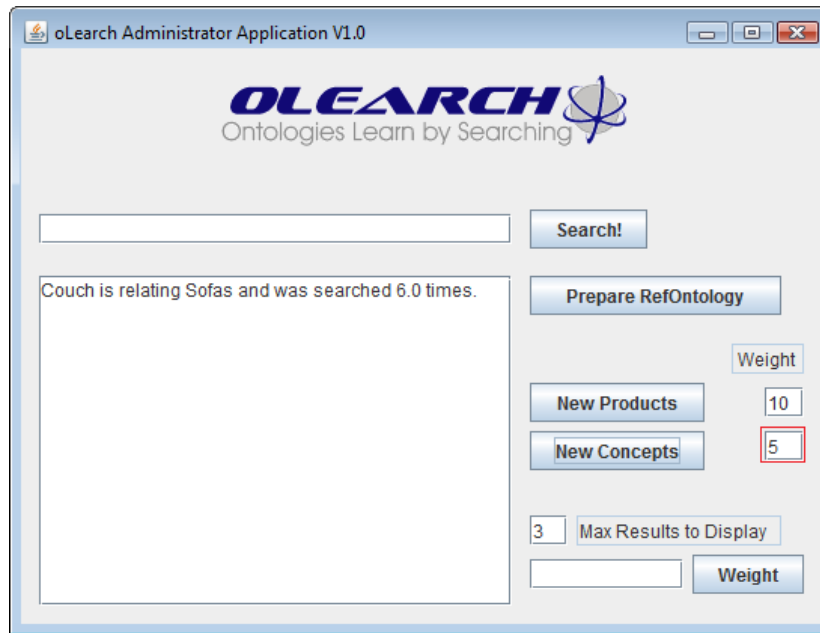 oLearch Administrator Application V1.0
OLEARCH
Ontologies Learn by Searching
Search!
Couch is relating Sofas and was searched 6.0 times.
Prepare RefOntology
Weight
New Products 10
New Concepts 5
3 Max Results to Display
Weight